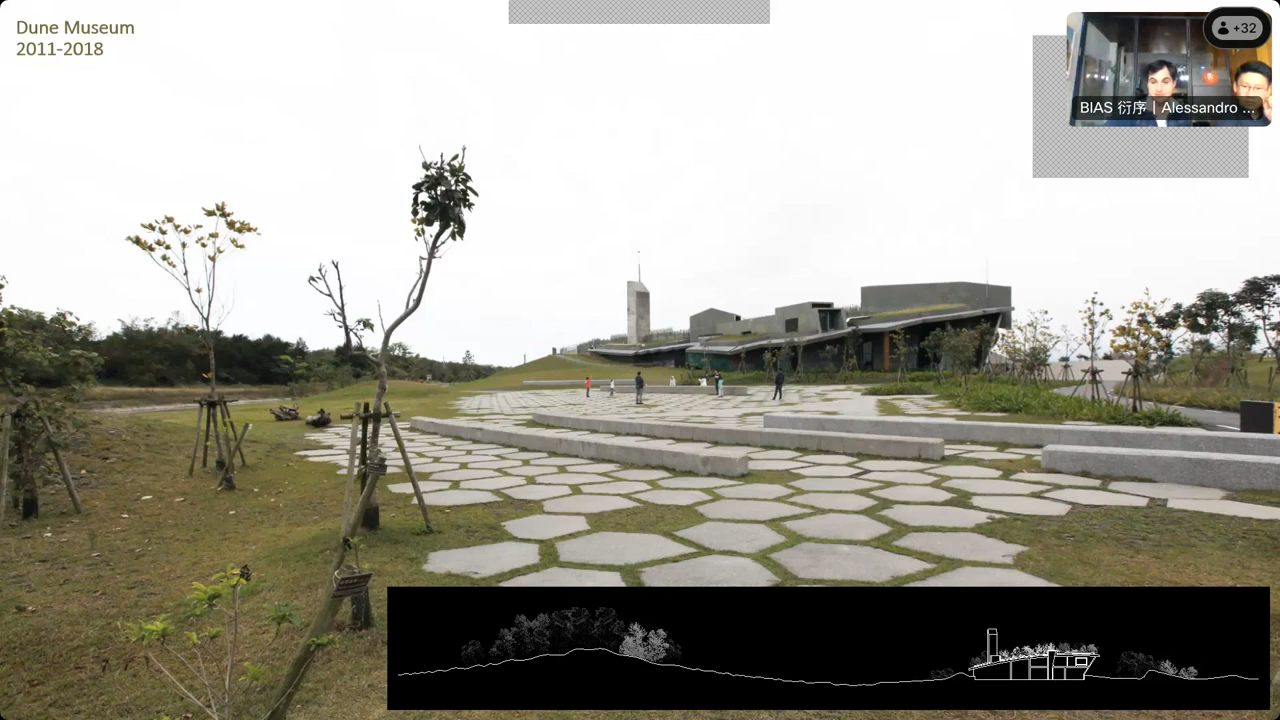 Dune Museum
2011-2018
+32
BIAS 衍序 | Alessandro ...